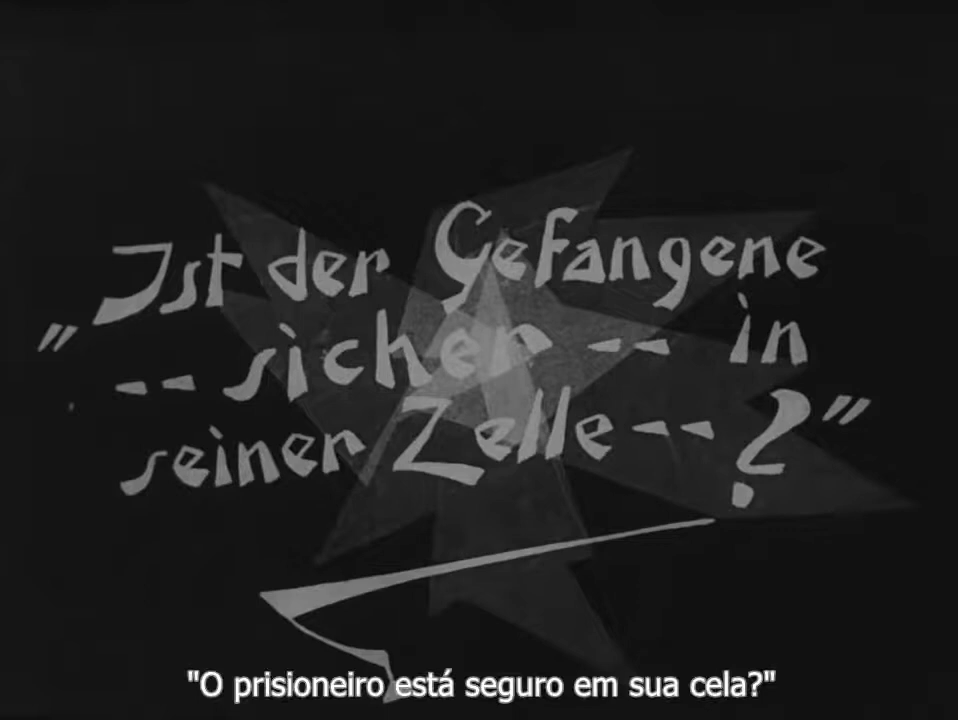 „Ist der Gefangene
-- sicher -- in
seiner Zelle -- ?"
"O prisioneiro está seguro em sua cela?"